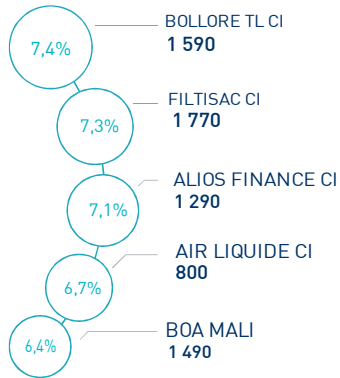 7,4%
BOLLORE TL CI
1 590
7,3%
FILTISAC CI
1 770
7,1%
ALIOS FINANCE CI
1 290
6,7%
AIR LIQUIDE CI
800
6,4%
BOA MALI
1 490